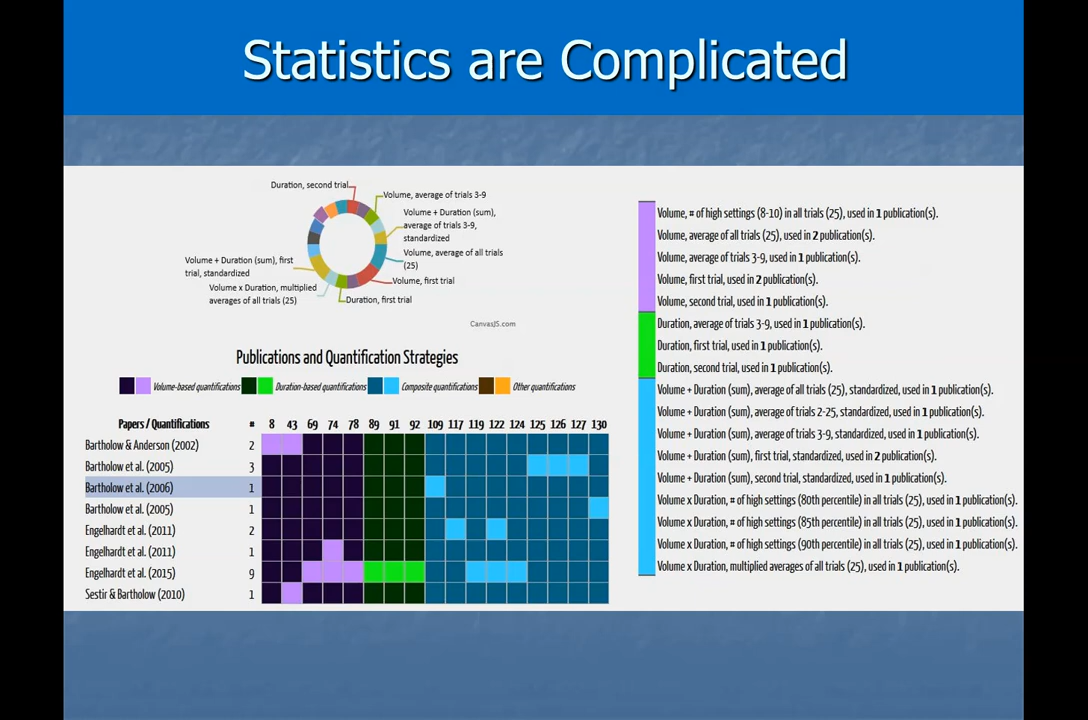 Statistics are Complicated
Duration, second trial
Volume, average of trials 3-9
Volume + Duration (sum),
average of trials 3-9,
standardized
Volume, average of all trials
(25)
Volume + Duration (sum), first
trial, standardized
Volume, first trial
Volume x Duration, multiplied
averages of all trials (25)
Duration, first trial
CanvasJS.com
Publications and Quantification Strategies
Volume-based quantifications Duration-based quantifications Composite quantifications Other quantifications
Papers / Quantifications # 8 43 69 74 78 89 91 92 109 117 119 122 124 125 126 127 130
Bartholow & Anderson (2002) 2
Bartholow et al. (2005) 3
Bartholow et al. (2006) 1
Bartholow et al. (2005) 1
Engelhardt et al. (2011) 2
Engelhardt et al. (2011) 1
Engelhardt et al. (2015) 9
Sestir & Bartholow (2010) 1
Volume, # of high settings (8-10) in all trials (25), used in 1 publication(s).
Volume, average of all trials (25), used in 2 publication(s).
Volume, average of trials 3-9, used in 1 publication(s).
Volume, first trial, used in 2 publication(s).
Volume, second trial, used in 1 publication(s).
Duration, average of trials 3-9, used in 1 publication(s).
Duration, first trial, used in 1 publication(s).
Duration, second trial, used in 1 publication(s).
Volume + Duration (sum), average of all trials (25), standardized, used in 1 publication(s).
Volume + Duration (sum), average of trials 2-25, standardized, used in 1 publication(s).
Volume + Duration (sum), average of trials 3-9, standardized, used in 1 publication(s).
Volume + Duration (sum), first trial, standardized, used in 2 publication(s).
Volume + Duration (sum), second trial, standardized, used in 1 publication(s).
Volume x Duration, # of high settings (80th percentile) in all trials (25), used in 1 publication(s).
Volume x Duration, # of high settings (85th percentile) in all trials (25), used in 1 publication(s).
Volume x Duration, # of high settings (90th percentile) in all trials (25), used in 1 publication(s).
Volume x Duration, multiplied averages of all trials (25), used in 1 publication(s).